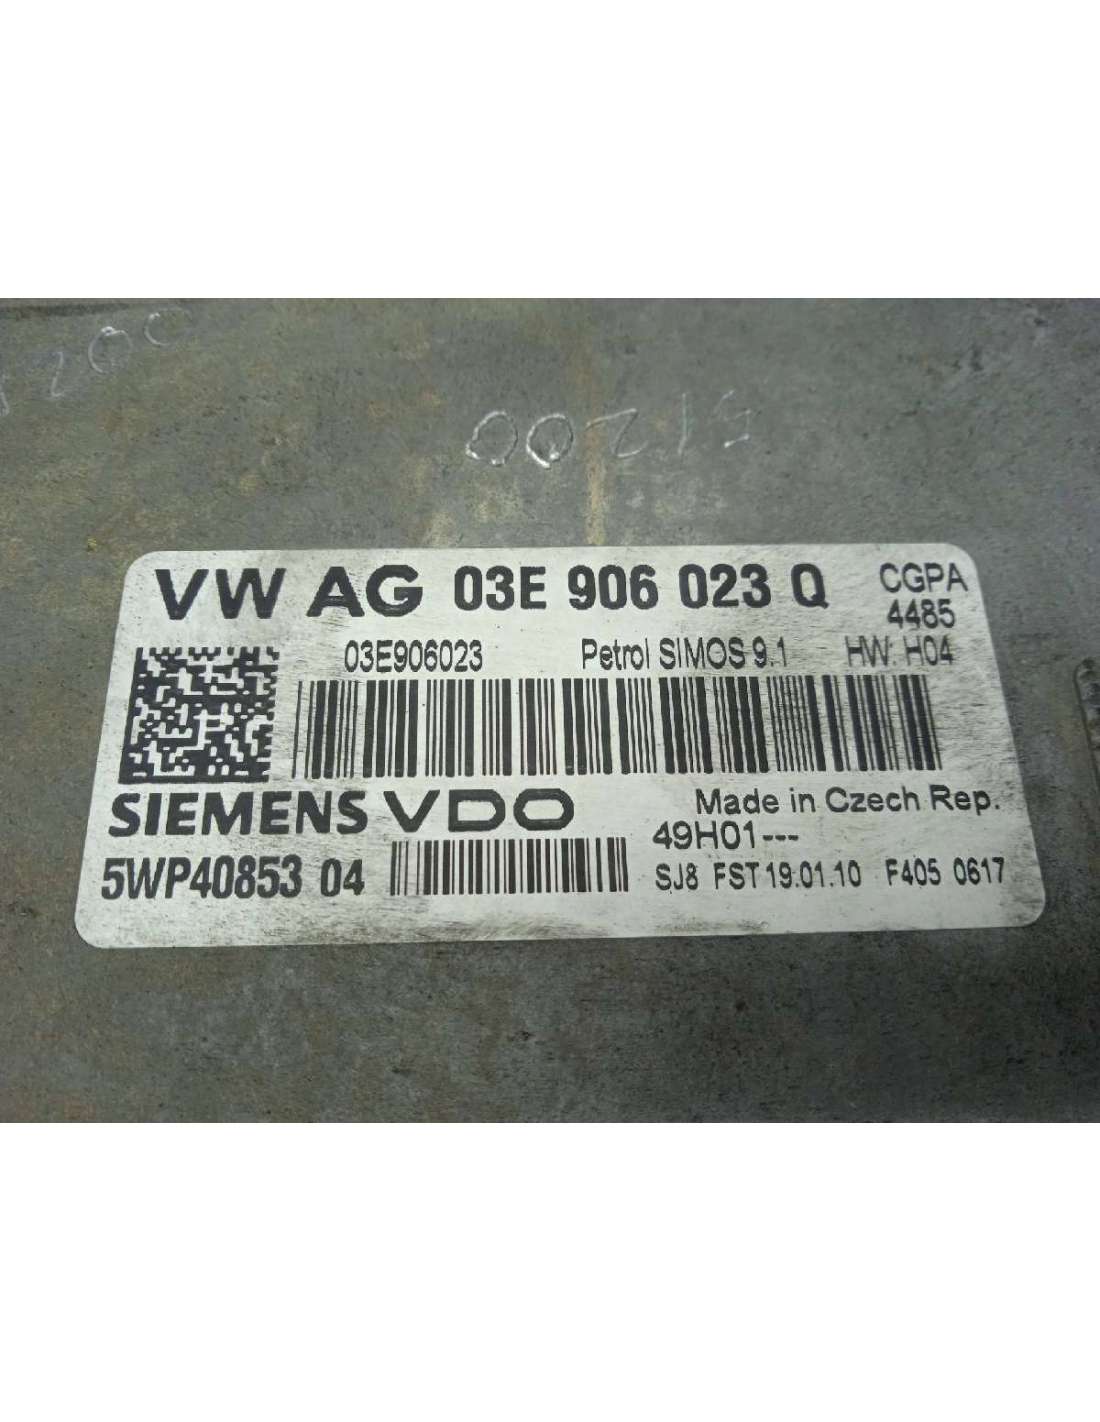 00215
VW AG 03E 906 023 Q CGPA
4485
03E906023 Petrol SIMOS 9.1 HW: H04
SIEMENS VDO Made in Czech Rep.
49H01---
5WP40853 04 SJ8 FST 19.01.10 F405 0617